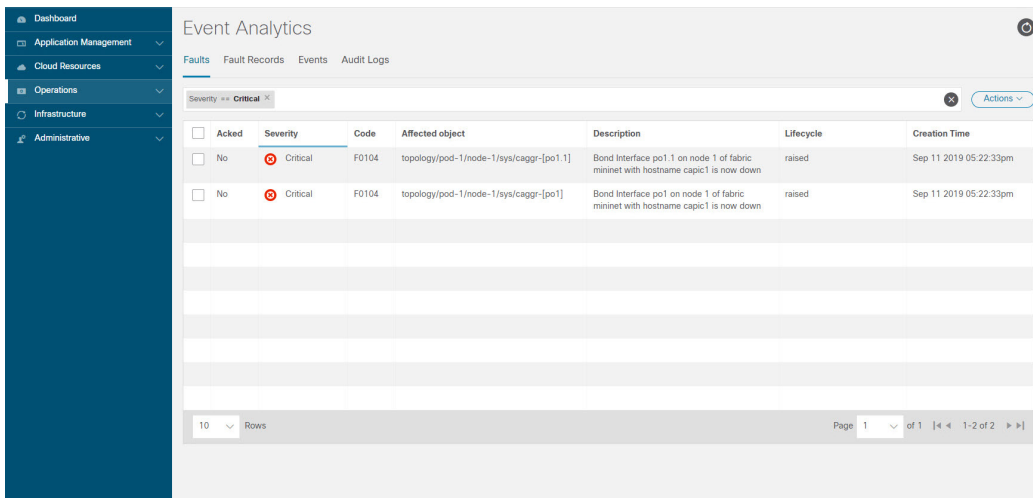 Dashboard
Application Management
Cloud Resources
Operations
Infrastructure
Administrative
Event Analytics
Faults Fault Records Events Audit Logs
Severity == Critical ×
Actions
Acked Severity Code Affected object Description Lifecycle Creation Time
No Critical F0104 topology/pod-1/node-1/sys/caggr-[po1.1] Bond Interface po1.1 on node 1 of fabric raised Sep 11 2019 05:22:33pm
mininet with hostname capic1 is now down
No Critical F0104 topology/pod-1/node-1/sys/caggr-[po1] Bond Interface po1 on node 1 of fabric raised Sep 11 2019 05:22:33pm
mininet with hostname capic1 is now down
10 Rows Page 1 of 1 1-2 of 2